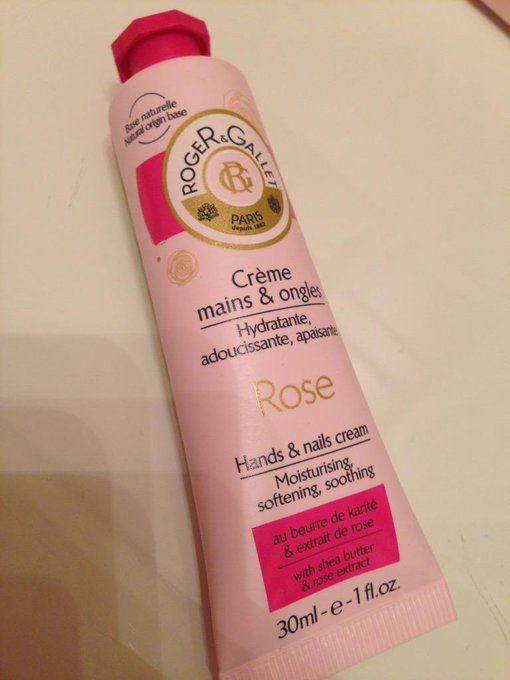 Base naturelle
Natural origin base
ROGER & GALLET
RG
PARIS
depuis 1862
Crème
mains & ongles
Hydratante,
adoucissante, apaisante
Rose
Hands & nails cream
Moisturising,
softening, soothing
au beurre de karité
& extrait de rose
with shea butter
& rose extract
30ml - e - 1 fl.oz.